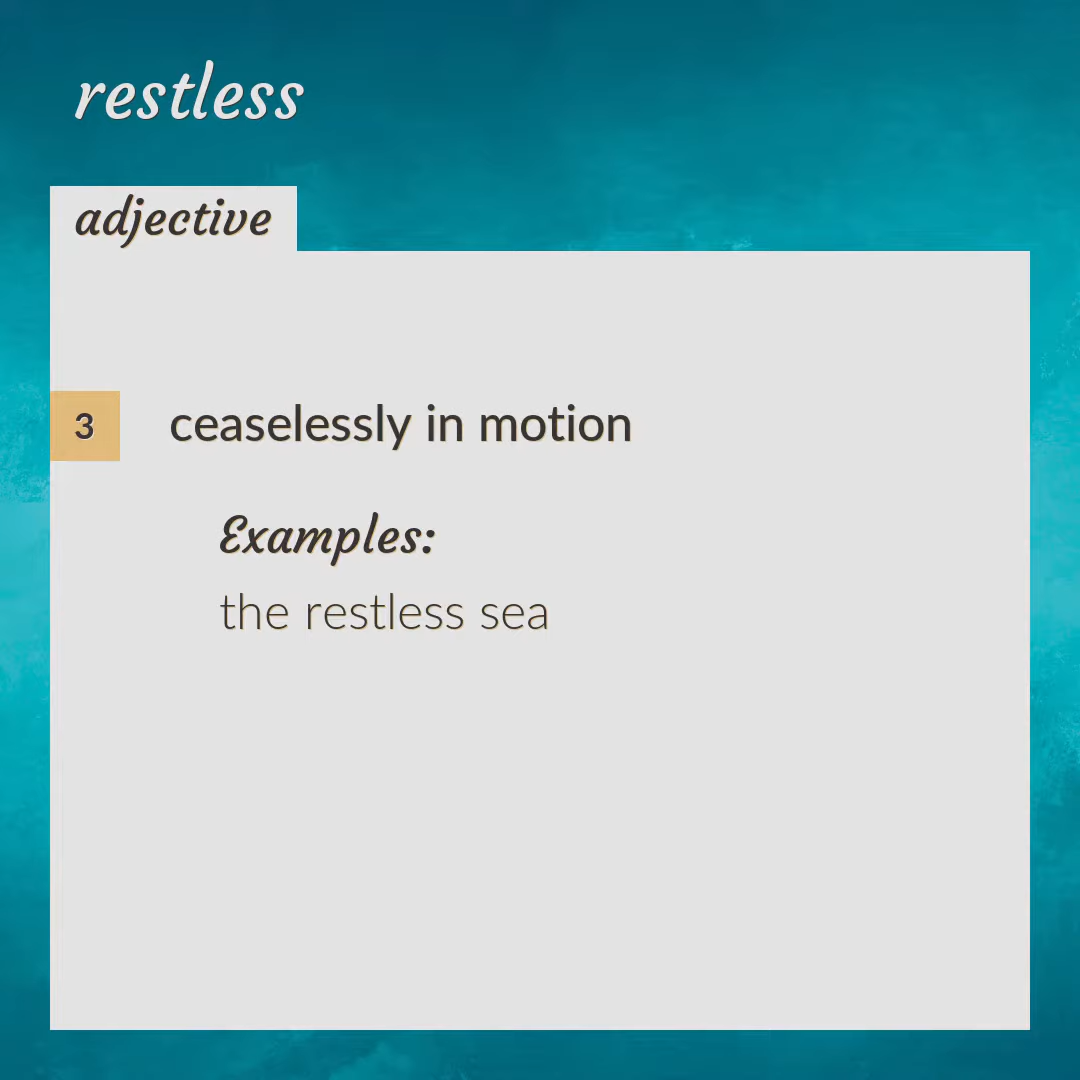 restless
adjective
3 ceaselessly in motion
Examples:
the restless sea